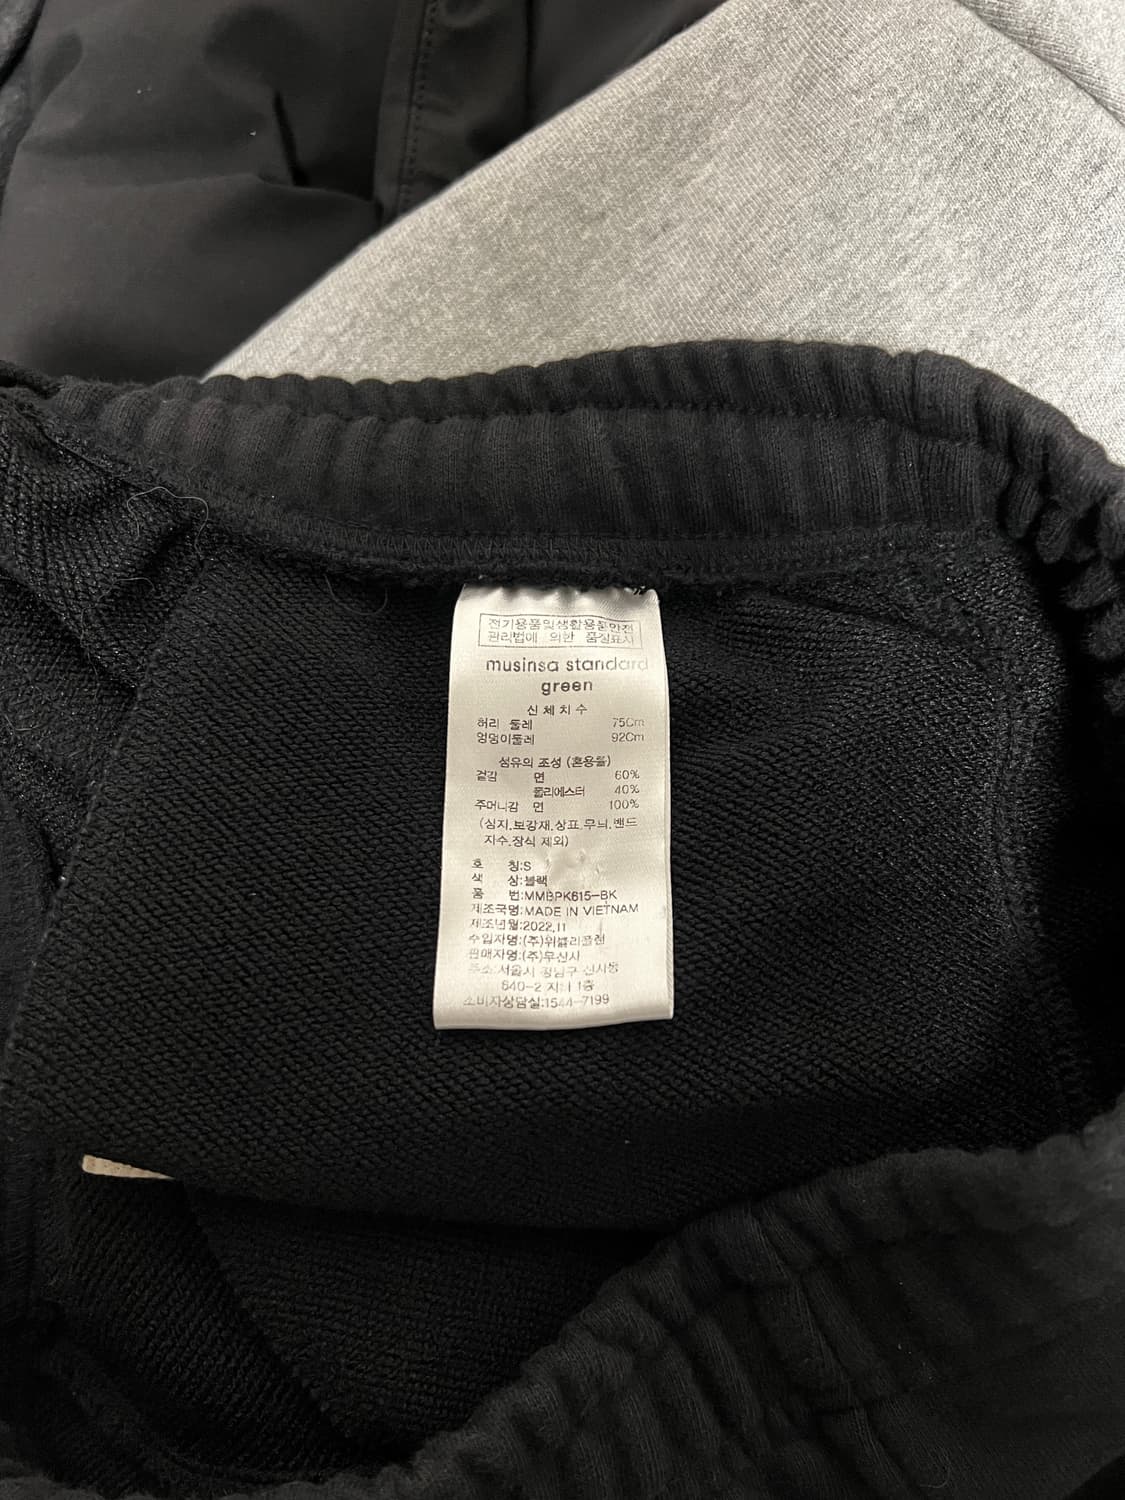 전기용품및생활용품안전
관리법에 의한 품질표시
musinsa standard
green
신체치수
허리 둘레 75Cm
엉덩이둘레 92Cm
섬유의 조성 (혼용율)
겉감 면 60%
폴리에스터 40%
주머니감 면 100%
(심지.보강재.상표.무늬.밴드
자수.장식 제외)
호 칭:S
색 상:블랙
품 번:MMBPK615-BK
제조국명:MADE IN VIETNAM
제조년월:2022.11
수입자명:(주)위클리플랜
판매자명:(주)무신사
주소:서울시 강남구 신사동
640-2 지하1층
소비자상담실:1544-7199